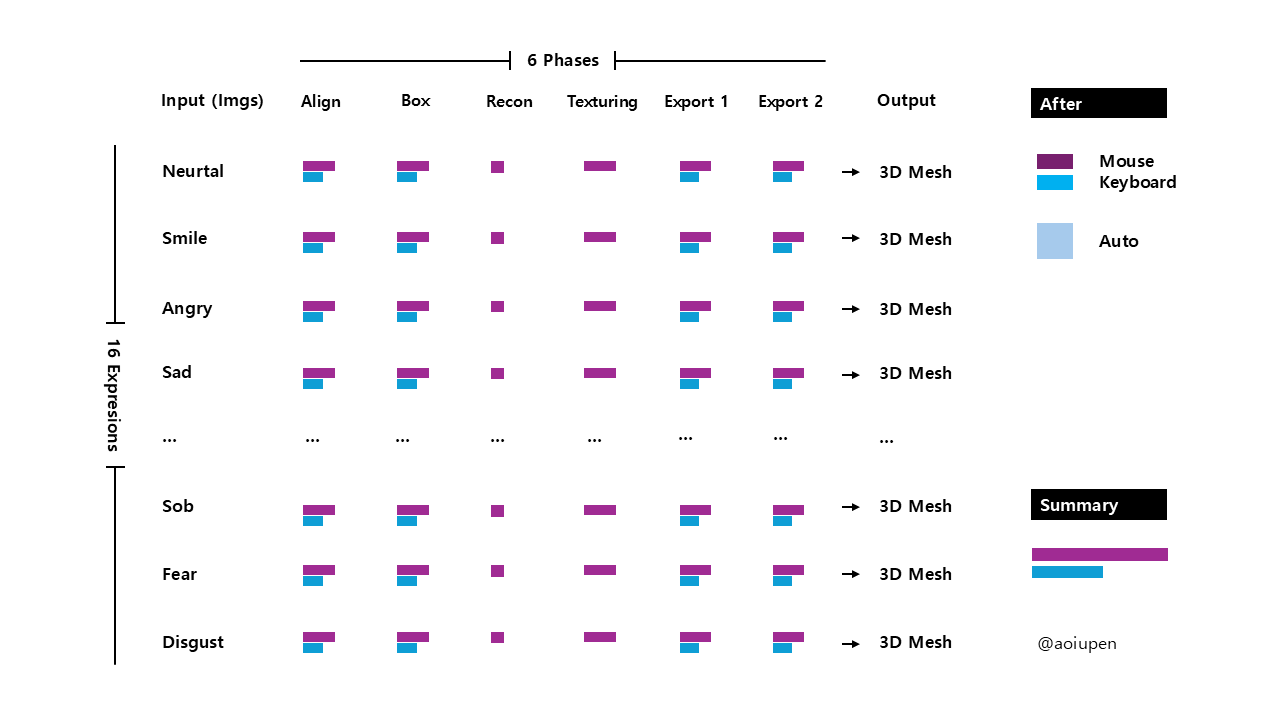 6 Phases
Input (Imgs) Align Box Recon Texturing Export 1 Export 2 Output After
Neurtal 3D Mesh Mouse
Keyboard
Smile 3D Mesh Auto
Angry 3D Mesh
16 Expresions
Sad 3D Mesh
... ... ... ... ... ... ... ...
Sob 3D Mesh Summary
Fear 3D Mesh
Disgust 3D Mesh @aoiupen